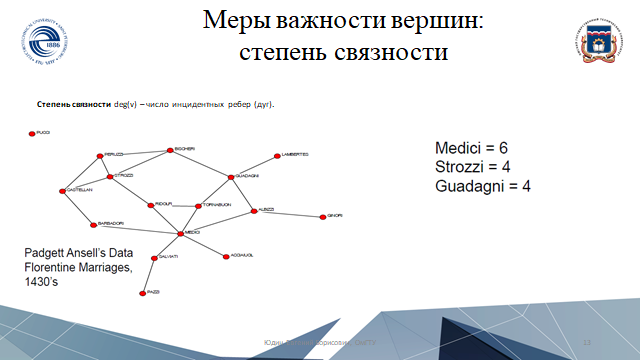 Меры важности вершин:
степень связности
1886
Степень связности deg(v) – число инцидентных ребер (дуг).
PUCCI
PERUZZI
BISCHERI
LAMBERTES
STROZZI
GUADAGNI
CASTELLAN
RIDOLFI
TORNABUON
ALBIZZI
GINORI
BARBADORI
MEDICI
SALVIATI
ACCIAIUOL
PAZZI
Medici = 6
Strozzi = 4
Guadagni = 4
Padgett Ansell's Data
Florentine Marriages,
1430's
13